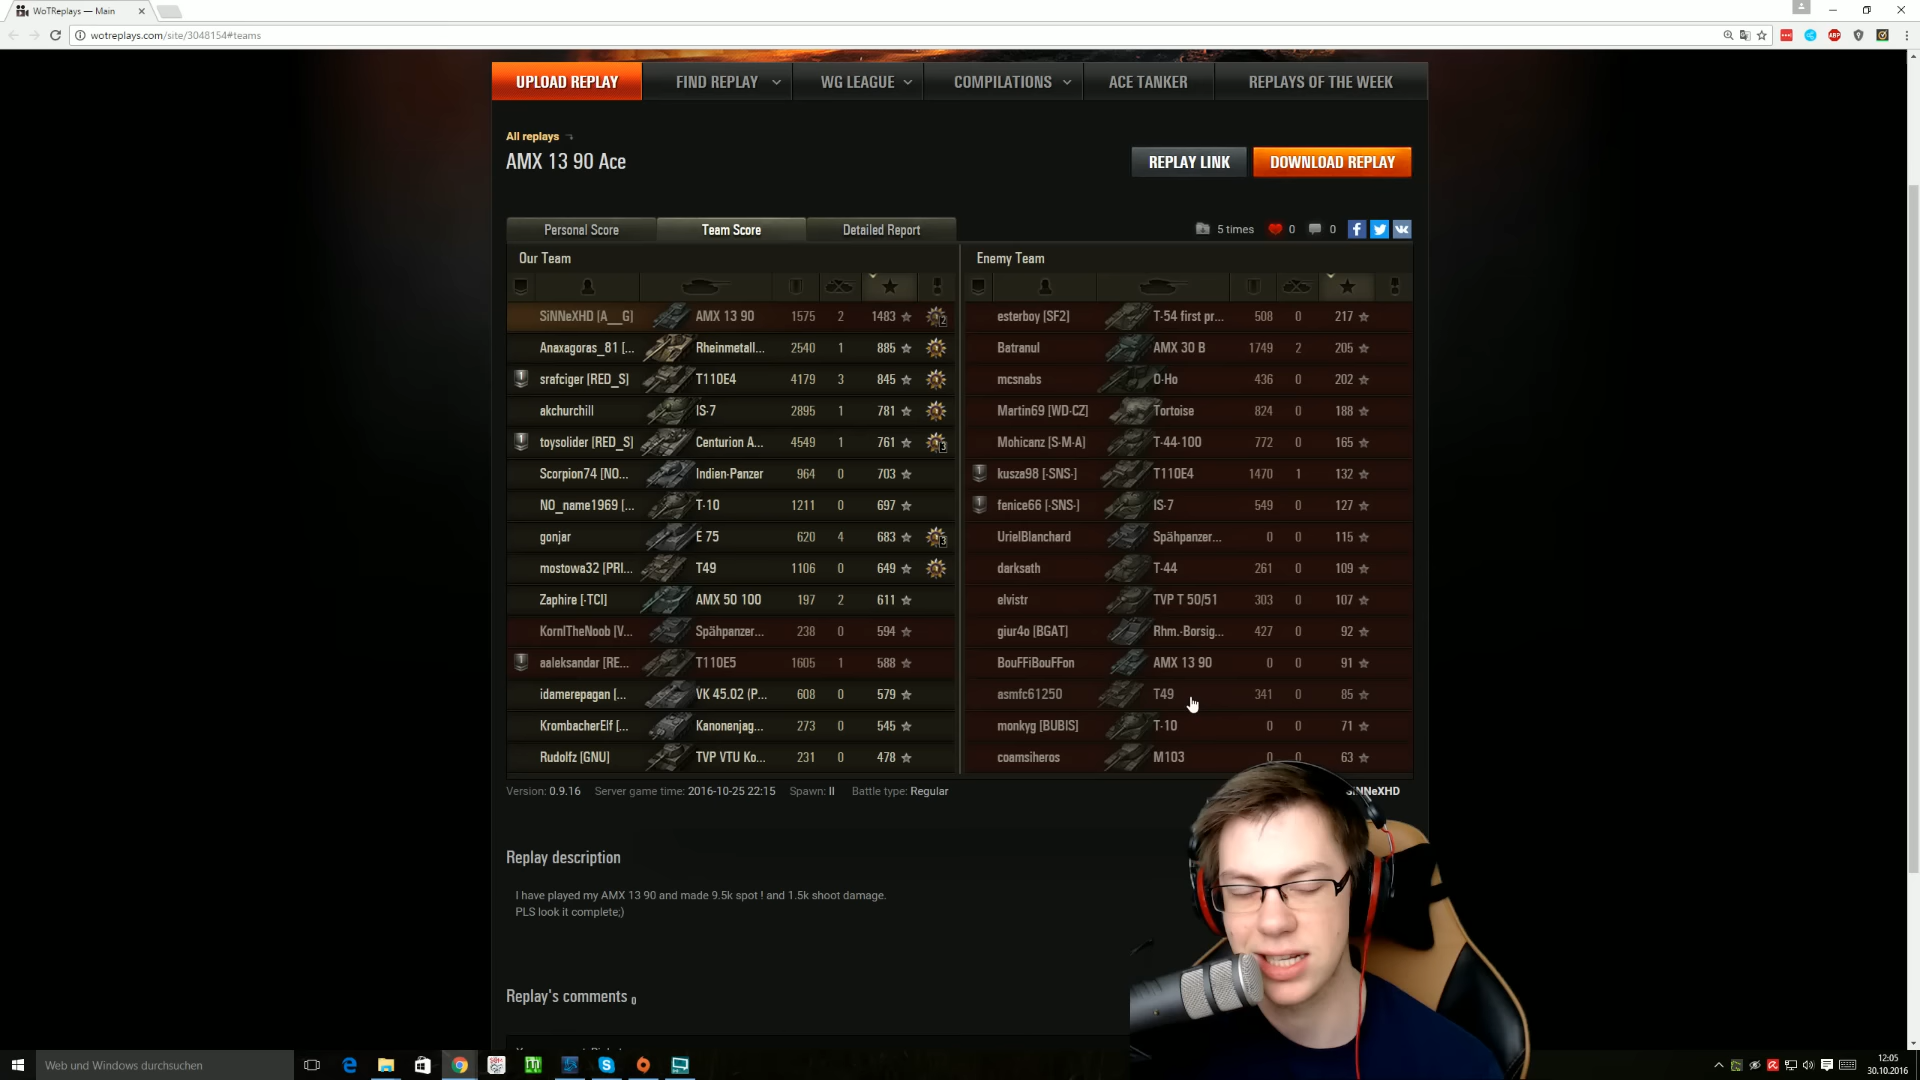 WoTReplays — Main
wotreplays.com/site/3048154#teams
UPLOAD REPLAY FIND REPLAY WG LEAGUE COMPILATIONS ACE TANKER REPLAYS OF THE WEEK
All replays
AMX 13 90 Ace
REPLAY LINK DOWNLOAD REPLAY
Personal Score Team Score Detailed Report 5 times 0 0
Our Team Enemy Team
SiNNeXHD [A__G] AMX 13 90 1575 2 1483 2 esterboy [SF2] T-54 first pr... 508 0 217
Anaxagoras_81 [... Rheinmetall... 2540 1 885 Batranul AMX 30 B 1749 2 205
1 srafciger [RED_S] T110E4 4179 3 845 mcsnabs O-Ho 436 0 202
akchurchill IS-7 2895 1 781 Martin69 [WD-CZ] Tortoise 824 0 188
1 toysolider [RED_S] Centurion A... 4549 1 761 3 Mohicanz [S-M-A] T-44-100 772 0 165
Scorpion74 [NO... Indien-Panzer 964 0 703 1 kusza98 [-SNS-] T110E4 1470 1 132
NO_name1969 [... T-10 1211 0 697 1 fenice66 [-SNS-] IS-7 549 0 127
gonjar E 75 620 4 683 3 UrielBlanchard Spähpanzer... 0 0 115
mostowa32 [PRI... T49 1106 0 649 darksath T-44 261 0 109
Zaphire [-TCI] AMX 50 100 197 2 611 elvistr TVP T 50/51 303 0 107
KornlTheNoob [V... Spähpanzer... 238 0 594 giur4o [BGAT] Rhm.-Borsig... 427 0 92
1 aaleksandar [RE... T110E5 1605 1 588 BouFFiBouFFon AMX 13 90 0 0 91
idamerepagan [... VK 45.02 (P... 608 0 579 asmfc61250 T49 341 0 85
KrombacherElf [... Kanonenjag... 273 0 545 monkyg [BUBIS] T-10 0 0 71
Rudolfz [GNU] TVP VTU Ko... 231 0 478 coamsiheros M103 0 0 63
Version: 0.9.16 Server game time: 2016-10-25 22:15 Spawn: II Battle type: Regular SiNNeXHD
Replay description
I have played my AMX 13 90 and made 9.5k spot ! and 1.5k shoot damage.
PLS look it complete;)
Replay's comments 0
Web und Windows durchsuchen
12:05
30.10.2016